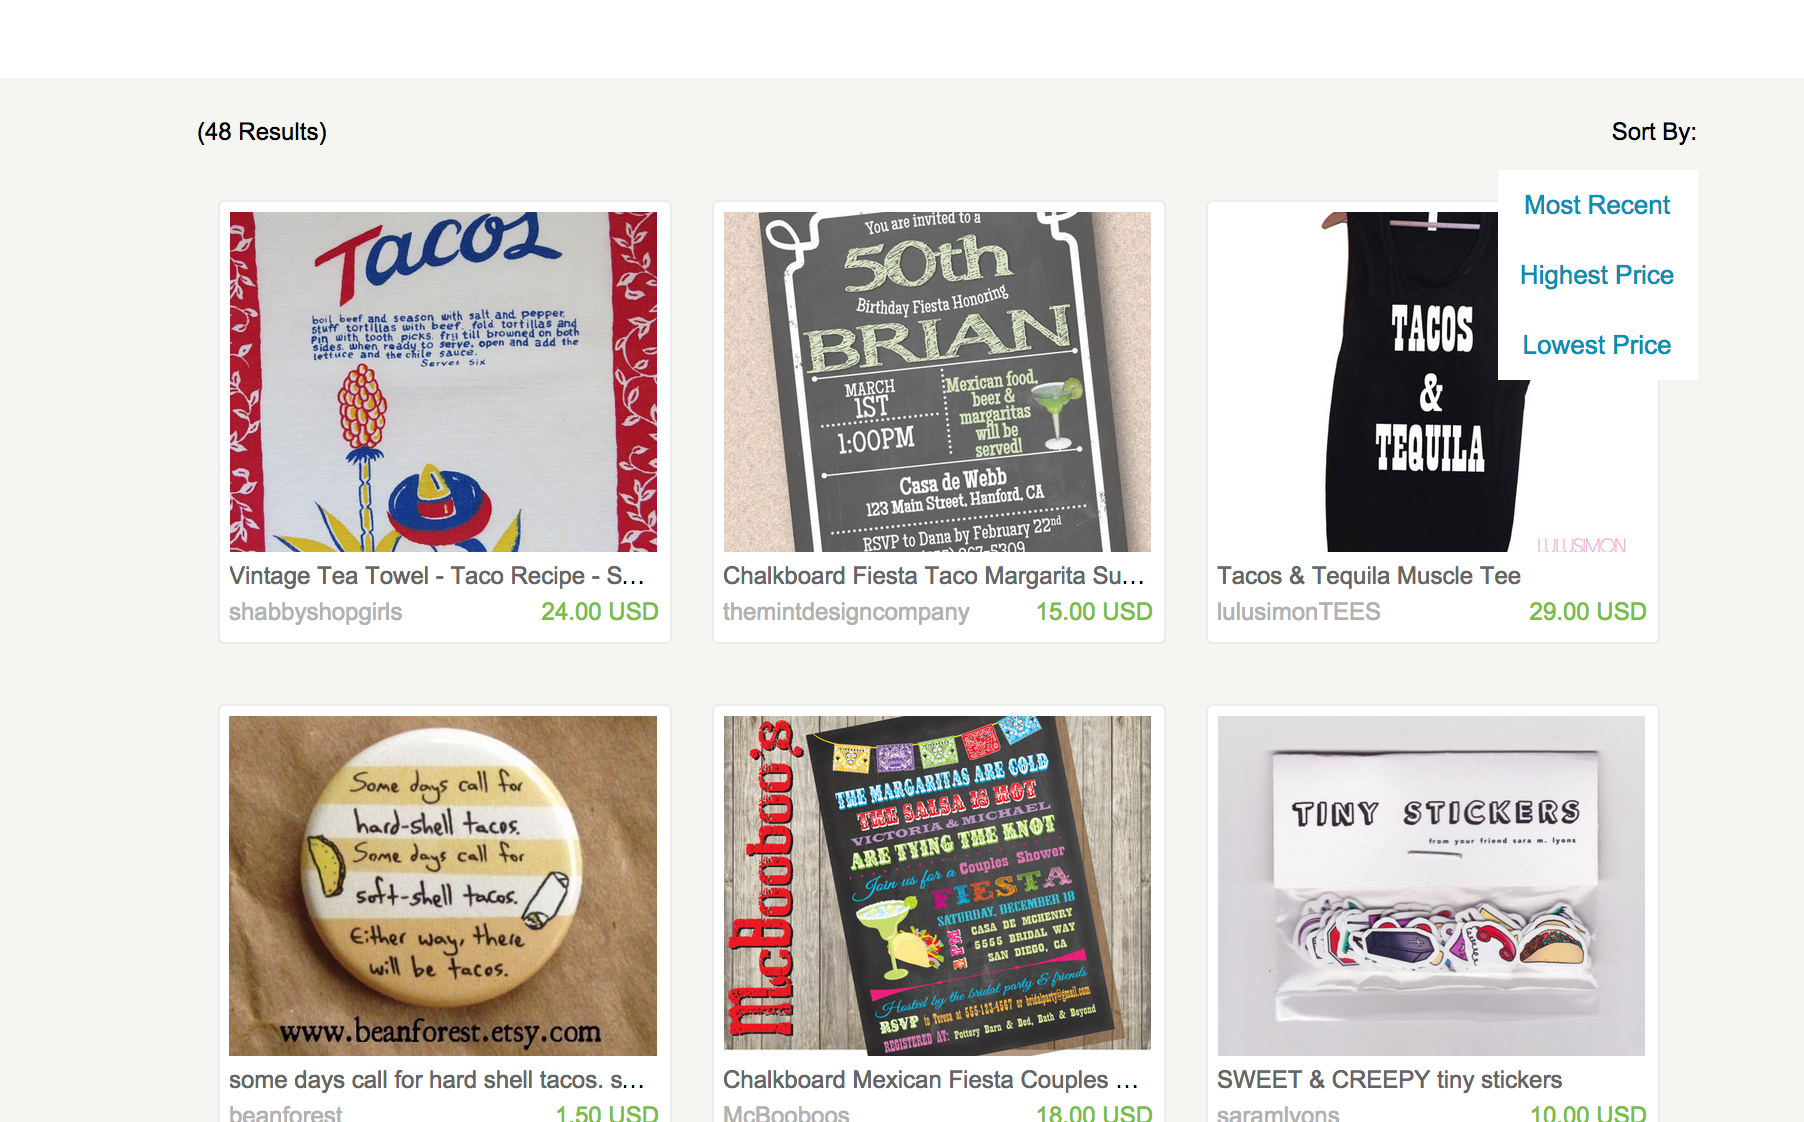 (48 Results)
Sort By:
Most Recent
Highest Price
Lowest Price
Tacos
boil beef and season with salt and pepper.
stuff tortillas with beef. fold tortillas and
pin with tooth picks. fry till browned on both
sides. when ready to serve. open and add the
lettuce and the chile sauce.
Serves six
Vintage Tea Towel - Taco Recipe - S...
shabbyshopgirls
24.00 USD
You are invited to a
50th
Birthday Fiesta Honoring
BRIAN
MARCH
1ST
1:00PM
Mexican food,
beer &
margaritas
will be
served!
Casa de Webb
123 Main Street, Hanford, CA
RSVP to Dana by February 22nd
867-5309
Chalkboard Fiesta Taco Margarita Su...
themintdesigncompany
15.00 USD
TACOS
&
TEQUILA
LULUSIMON
Tacos & Tequila Muscle Tee
lulusimonTEES
29.00 USD
Some days call for
hard-shell tacos.
Some days call for
soft-shell tacos.
Either way, there
will be tacos.
www.beanforest.etsy.com
some days call for hard shell tacos. s...
beanforest
1.50 USD
McBooboo's
THE MARGARITAS ARE COLD
THE SALSA IS HOT
VICTORIA & MICHAEL
ARE TYING THE KNOT
Join us for a Couples Shower
FIESTA
SATURDAY, DECEMBER 18
CASA DE MCHENRY
5555 BRIDAL WAY
SAN DIEGO, CA
PM
Hosted by the bridal party & friends
RSVP to Teresa at 555-123-4567 or bridalparty@gmail.com
REGISTERED AT: Pottery Barn & Bed, Bath & Beyond
Chalkboard Mexican Fiesta Couples ...
McBooboos
18.00 USD
TINY STICKERS
from your friend sara m. lyons
SWEET & CREEPY tiny stickers
saramlyons
10.00 USD